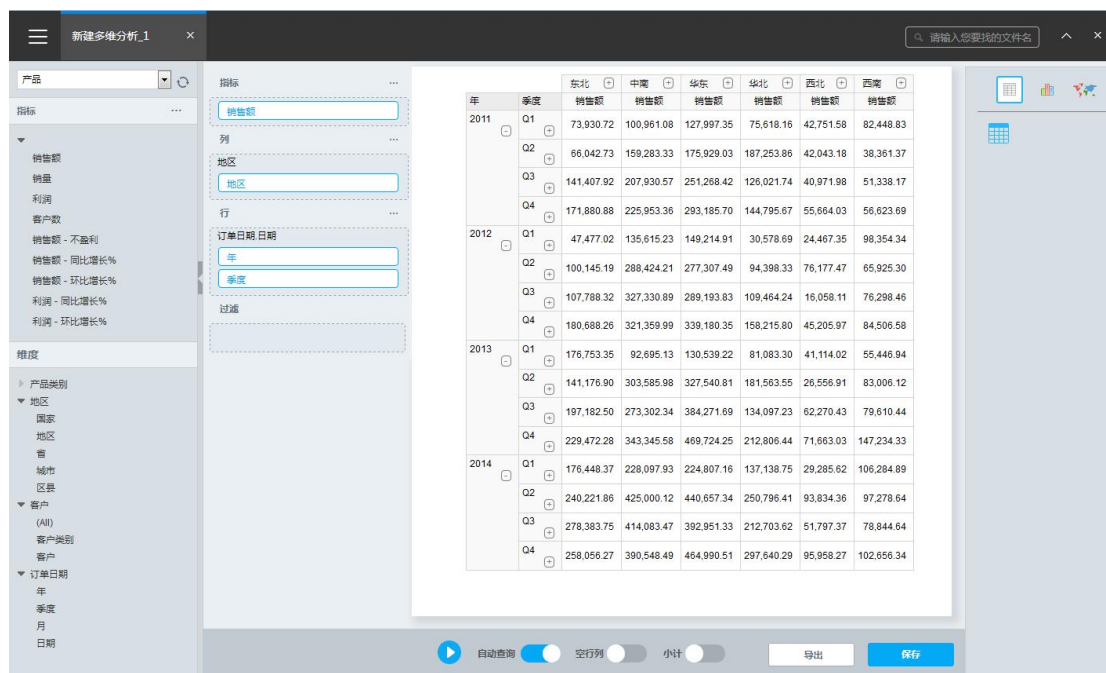 新建多维分析_1 ×
请输入您要找的文件名
产品
指标 ...
销售额
销量
利润
客户数
销售额 - 不盈利
销售额 - 同比增长%
销售额 - 环比增长%
利润 - 同比增长%
利润 - 环比增长%
维度
产品类别
地区
国家
地区
省
城市
区县
客户
(All)
客户类别
客户
订单日期
年
季度
月
日期
指标 ...
销售额
列 ...
地区
地区
行 ...
订单日期.日期
年
季度
过滤
东北 中南 华东 华北 西北 西南
年 季度 销售额 销售额 销售额 销售额 销售额 销售额
2011 Q1 73,930.72 100,961.08 127,997.35 75,618.16 42,751.58 82,448.83
Q2 66,042.73 159,283.33 175,929.03 187,253.86 42,043.18 38,361.37
Q3 141,407.92 207,930.57 251,268.42 126,021.74 40,971.98 51,338.17
Q4 171,880.88 225,953.36 293,185.70 144,795.67 55,664.03 56,623.69
2012 Q1 47,477.02 135,615.23 149,214.91 30,578.69 24,467.35 98,354.34
Q2 100,145.19 288,424.21 277,307.49 94,398.33 76,177.47 65,925.30
Q3 107,788.32 327,330.89 289,193.83 109,464.24 16,058.11 76,298.46
Q4 180,688.26 321,359.99 339,180.35 158,215.80 45,205.97 84,506.58
2013 Q1 176,753.35 92,695.13 130,539.22 81,083.30 41,114.02 55,446.94
Q2 141,176.90 303,585.98 327,540.81 181,563.55 26,556.91 83,006.12
Q3 197,182.50 273,302.34 384,271.69 134,097.23 62,270.43 79,610.44
Q4 229,472.28 343,345.58 469,724.25 212,806.44 71,663.03 147,234.33
2014 Q1 176,448.37 228,097.93 224,807.16 137,138.75 29,285.62 106,284.89
Q2 240,221.86 425,000.12 440,657.34 250,796.41 93,834.36 97,278.64
Q3 278,383.75 414,083.47 392,951.33 212,703.62 51,797.37 78,844.64
Q4 258,056.27 390,548.49 464,990.51 297,640.29 95,958.27 102,656.34
自动查询 空行列 小计 导出 保存